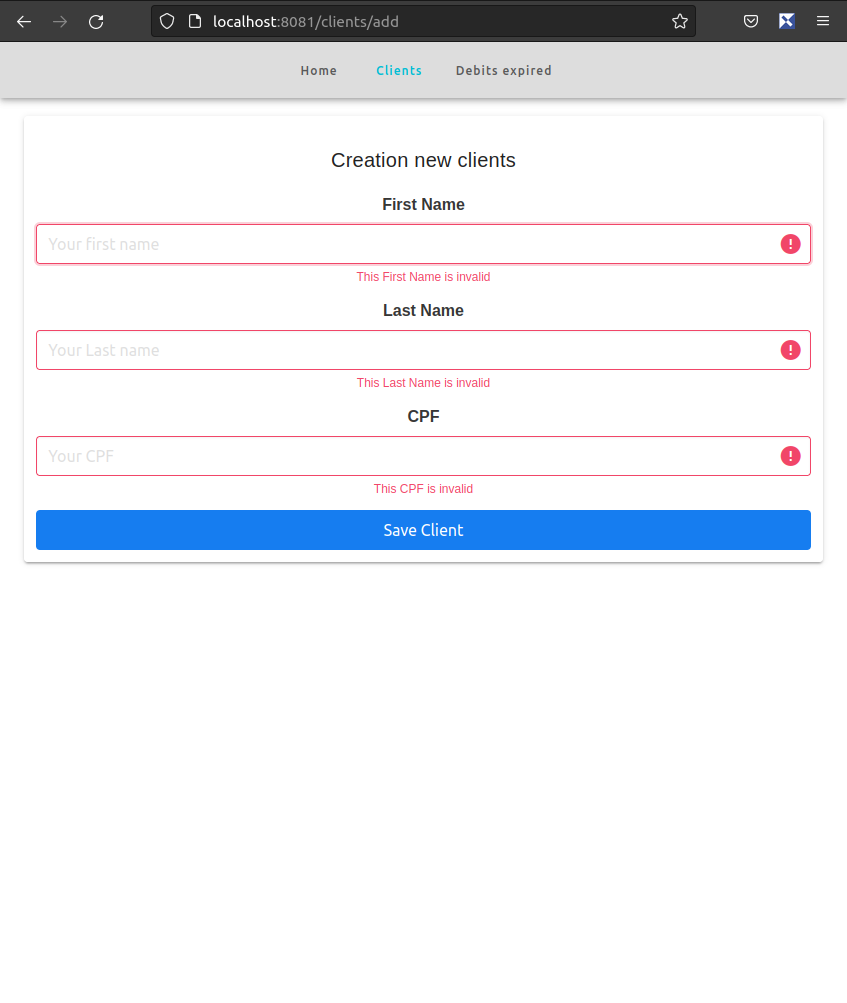 localhost:8081/clients/add
Home Clients Debits expired
Creation new clients
First Name
Your first name
This First Name is invalid
Last Name
Your Last name
This Last Name is invalid
CPF
Your CPF
This CPF is invalid
Save Client